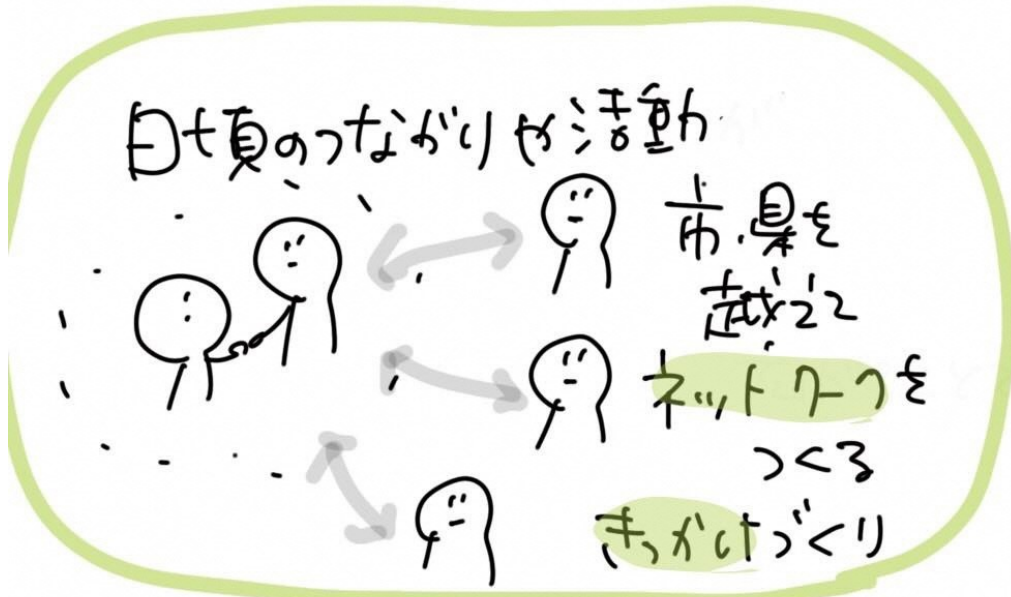 日頃のつながりや活動
市・県を
越えて
ネットワークを
つくる
きっかけづくり